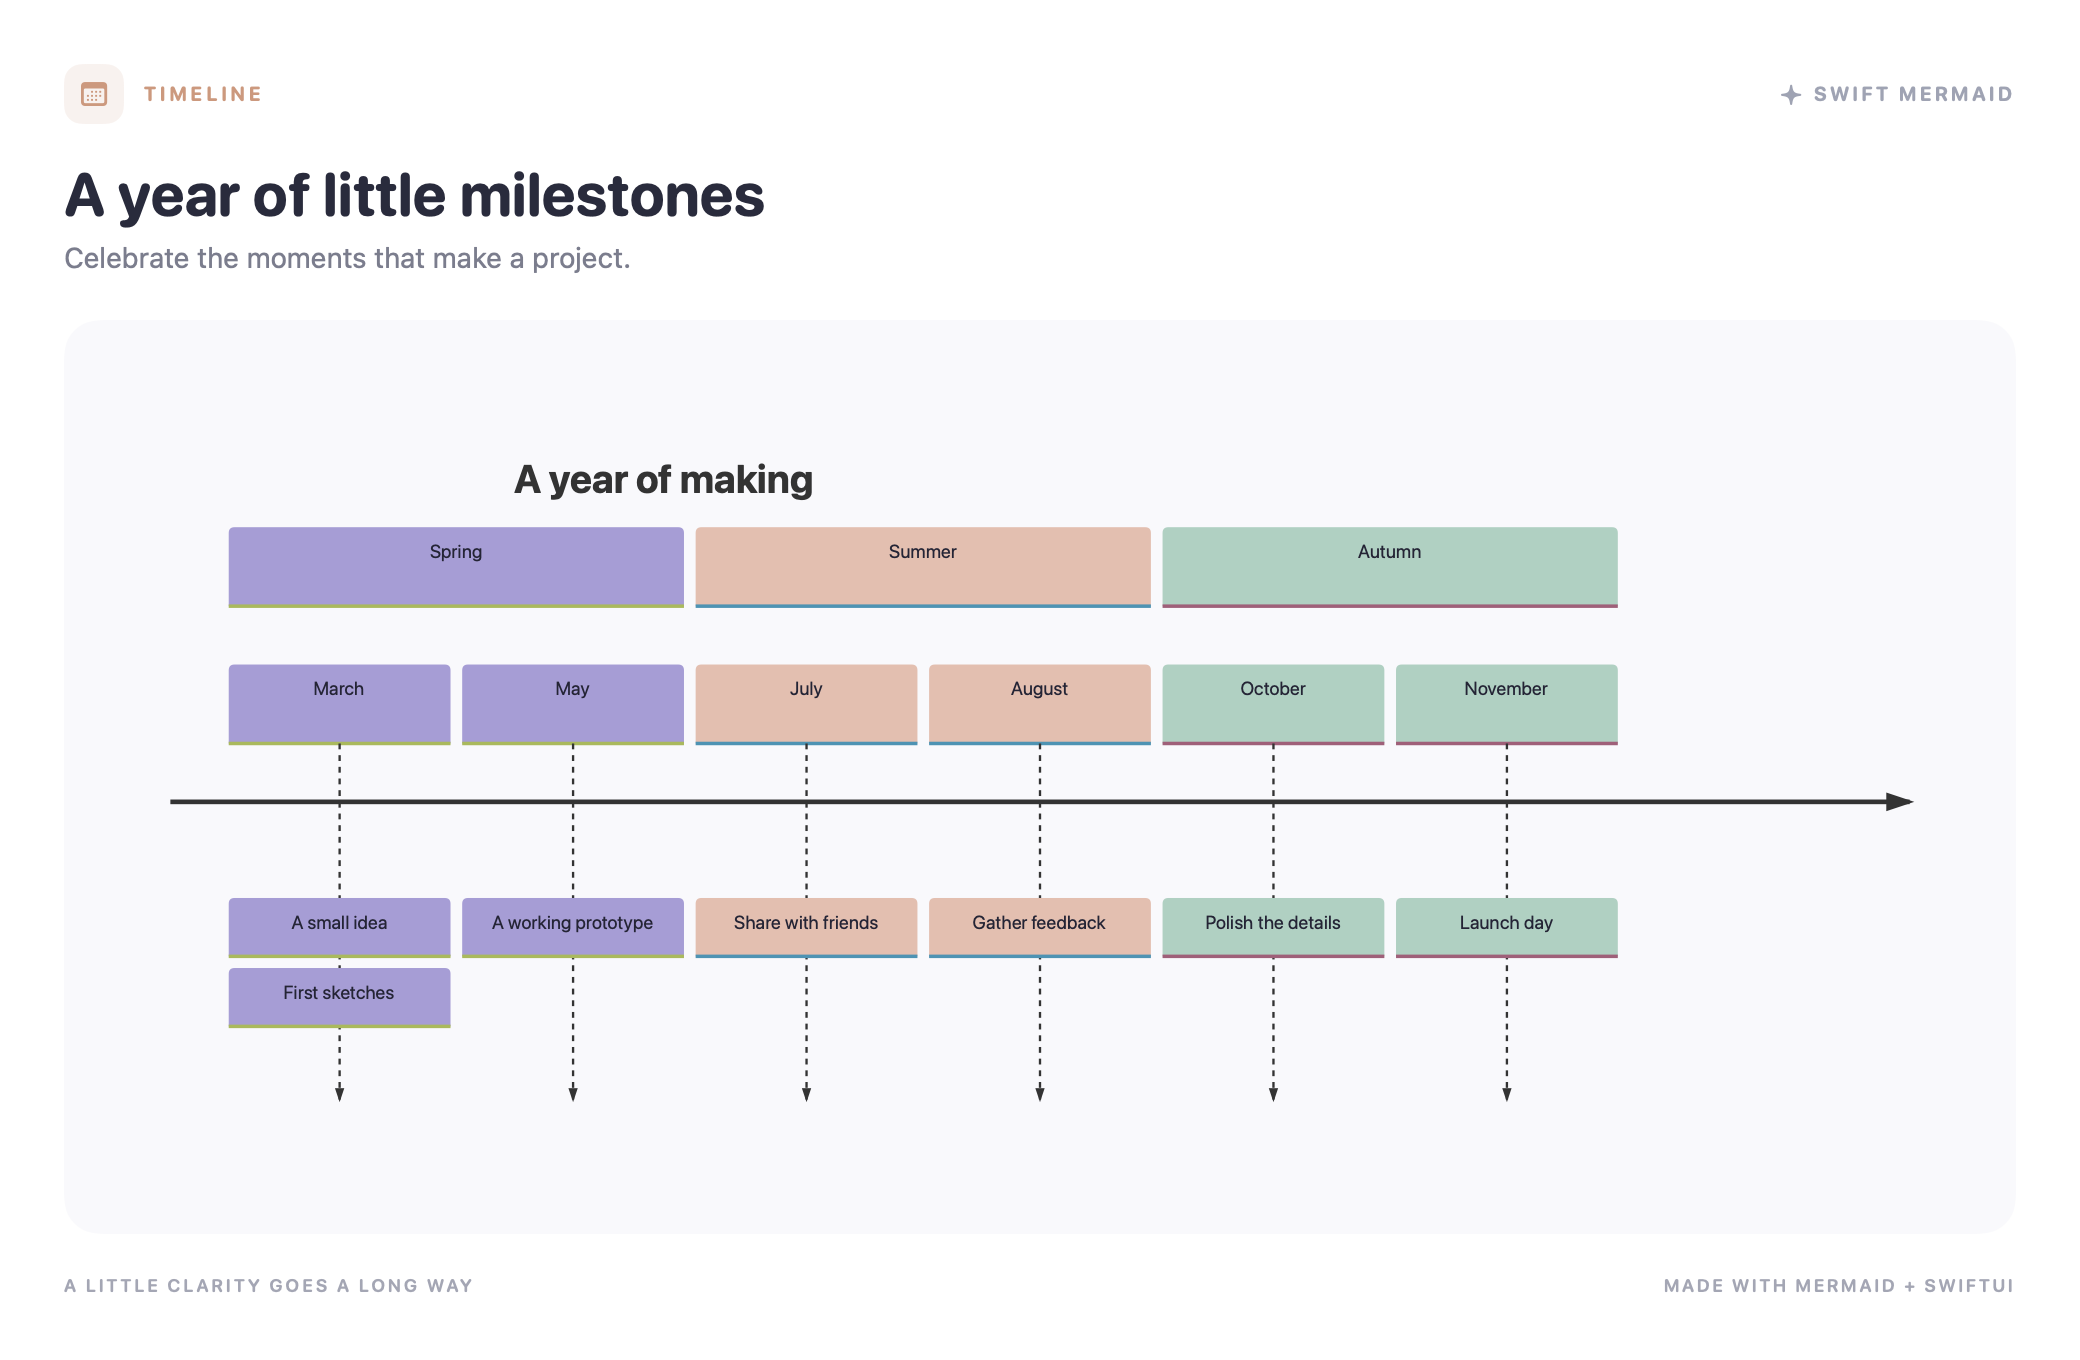 TIMELINE
SWIFT MERMAID
A year of little milestones
Celebrate the moments that make a project.
A year of making
Spring
Summer
Autumn
March
May
July
August
October
November
A small idea
A working prototype
Share with friends
Gather feedback
Polish the details
Launch day
First sketches
A LITTLE CLARITY GOES A LONG WAY
MADE WITH MERMAID + SWIFTUI